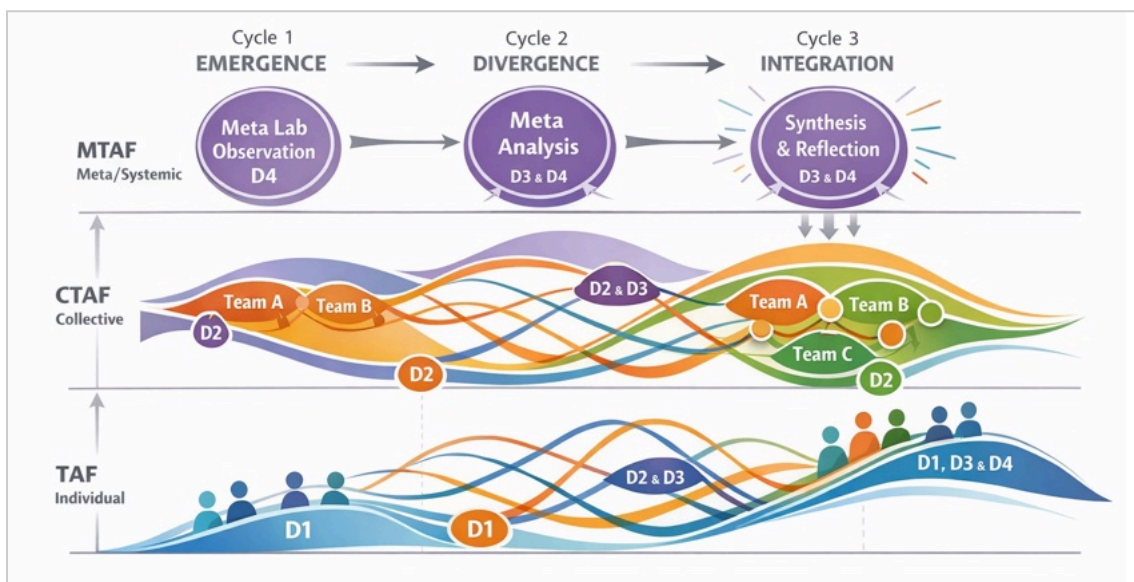 Cycle 1
EMERGENCE
Cycle 2
DIVERGENCE
Cycle 3
INTEGRATION
MTAF
Meta/Systemic
Meta Lab
Observation
D4
Meta
Analysis
D3 & D4
Synthesis
& Reflection
D3 & D4
CTAF
Collective
Team A
Team B
D2
D2
D2 & D3
Team A
Team B
Team C
D2
TAF
Individual
D1
D1
D2 & D3
D1, D3 & D4